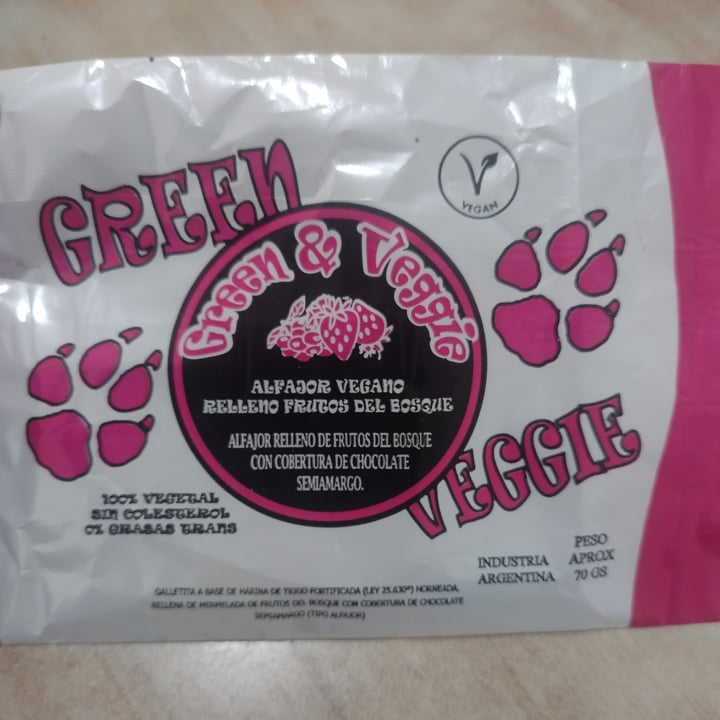 GREEN
VEGAN
Green & Veggie
ALFAJOR VEGANO
RELLENO FRUTOS DEL BOSQUE
ALFAJOR RELLENO DE FRUTOS DEL BOSQUE
CON COBERTURA DE CHOCOLATE
SEMIAMARGO.
VEGGIE
100% VEGETAL
SIN COLESTEROL
0% GRASAS TRANS
INDUSTRIA
ARGENTINA
PESO
APROX
70 GS
GALLETITA A BASE DE HARINA DE TRIGO FORTIFICADA (LEY 25.630*) HORNEADA,
RELLENA DE MERMELADA DE FRUTOS DEL BOSQUE CON COBERTURA DE CHOCOLATE
SEMIAMARGO (TIPO ALFAJOR)